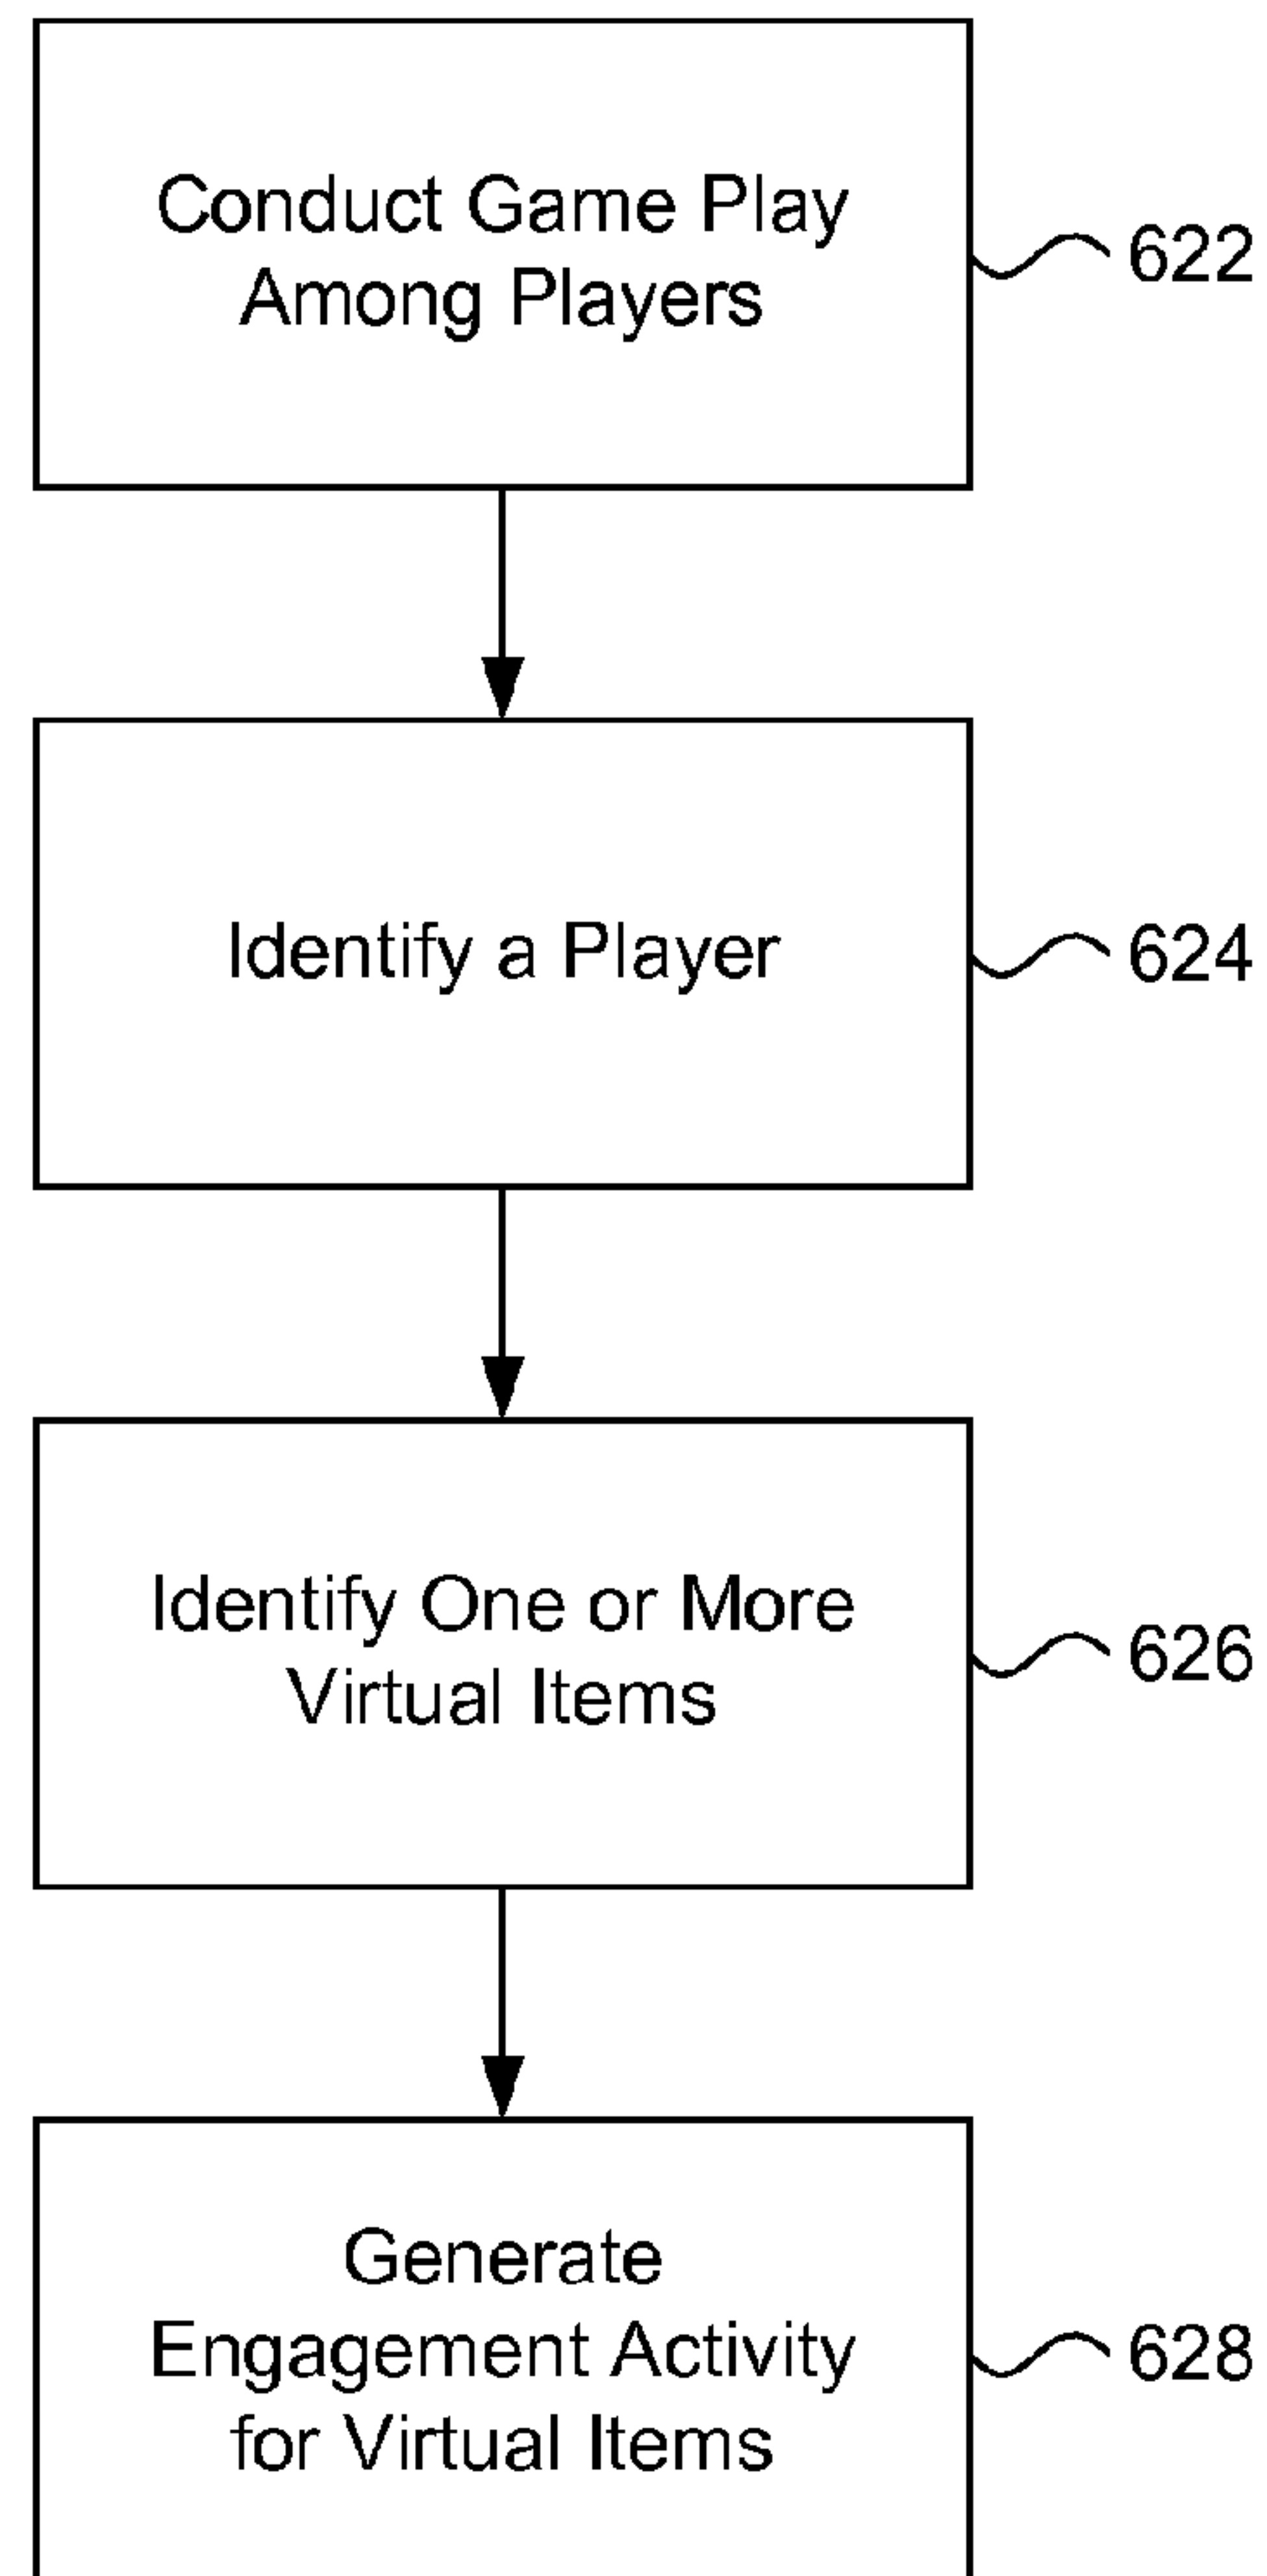 Conduct Game Play
Among Players
622
Identify a Player
624
Identify One or More
Virtual Items
626
Generate
Engagement Activity
for Virtual Items
628